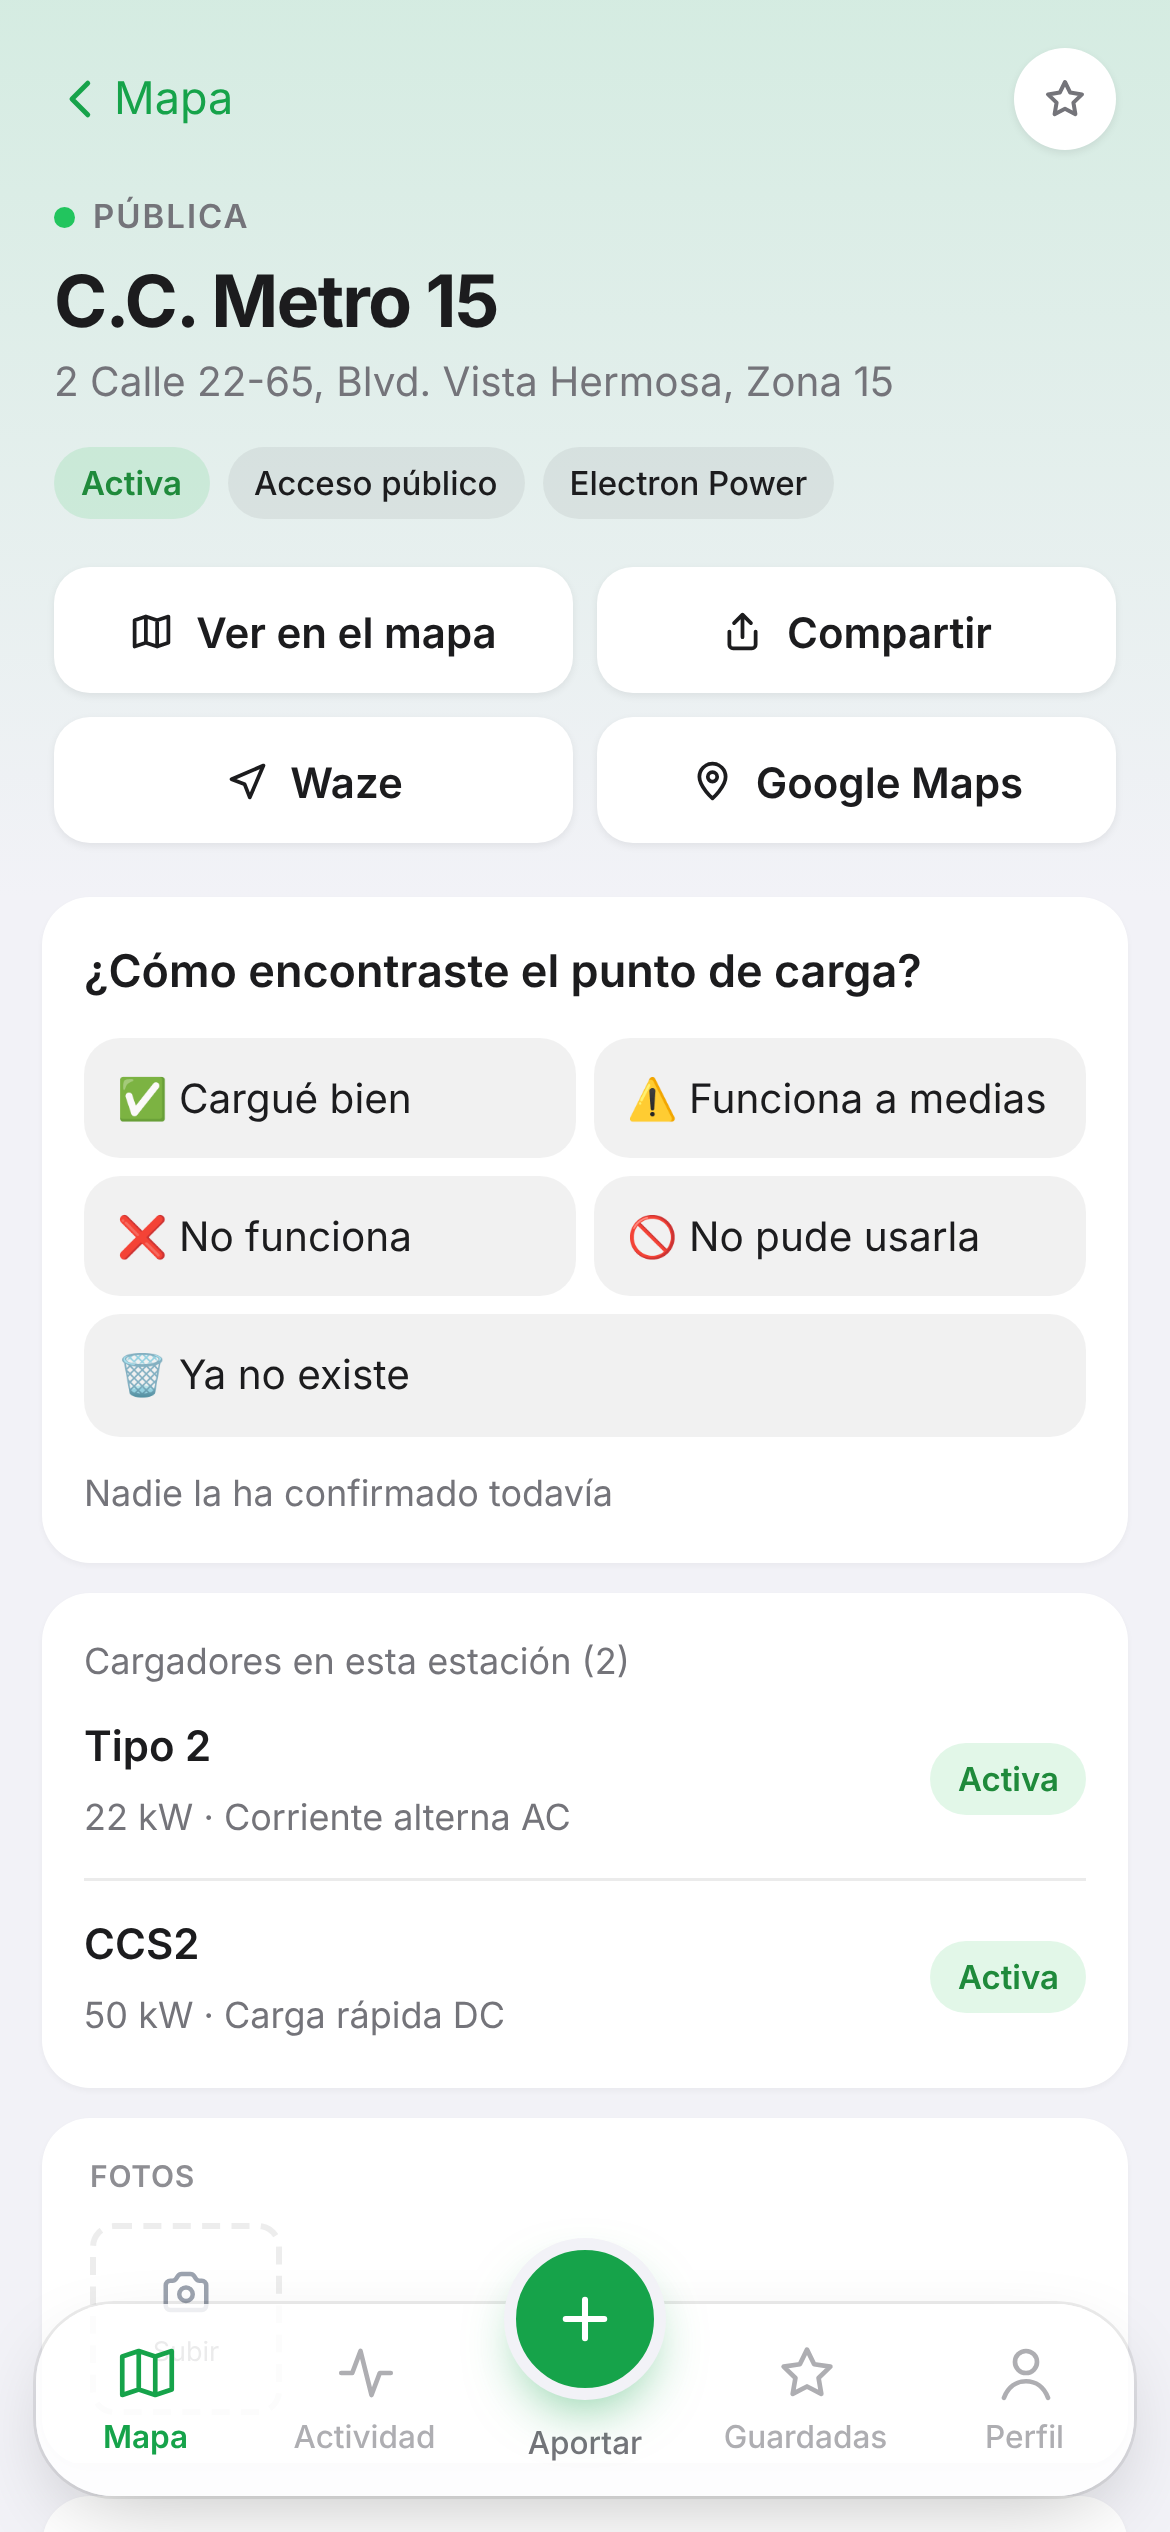 Mapa
PÚBLICA
C.C. Metro 15
2 Calle 22-65, Blvd. Vista Hermosa, Zona 15
Activa
Acceso público
Electron Power
Ver en el mapa
Compartir
Waze
Google Maps
¿Cómo encontraste el punto de carga?
Cargué bien
Funciona a medias
No funciona
No pude usarla
Ya no existe
Nadie la ha confirmado todavía
Cargadores en esta estación (2)
Tipo 2
Activa
22 kW · Corriente alterna AC
CCS2
Activa
50 kW · Carga rápida DC
FOTOS
Subir
Mapa
Actividad
Aportar
Guardadas
Perfil